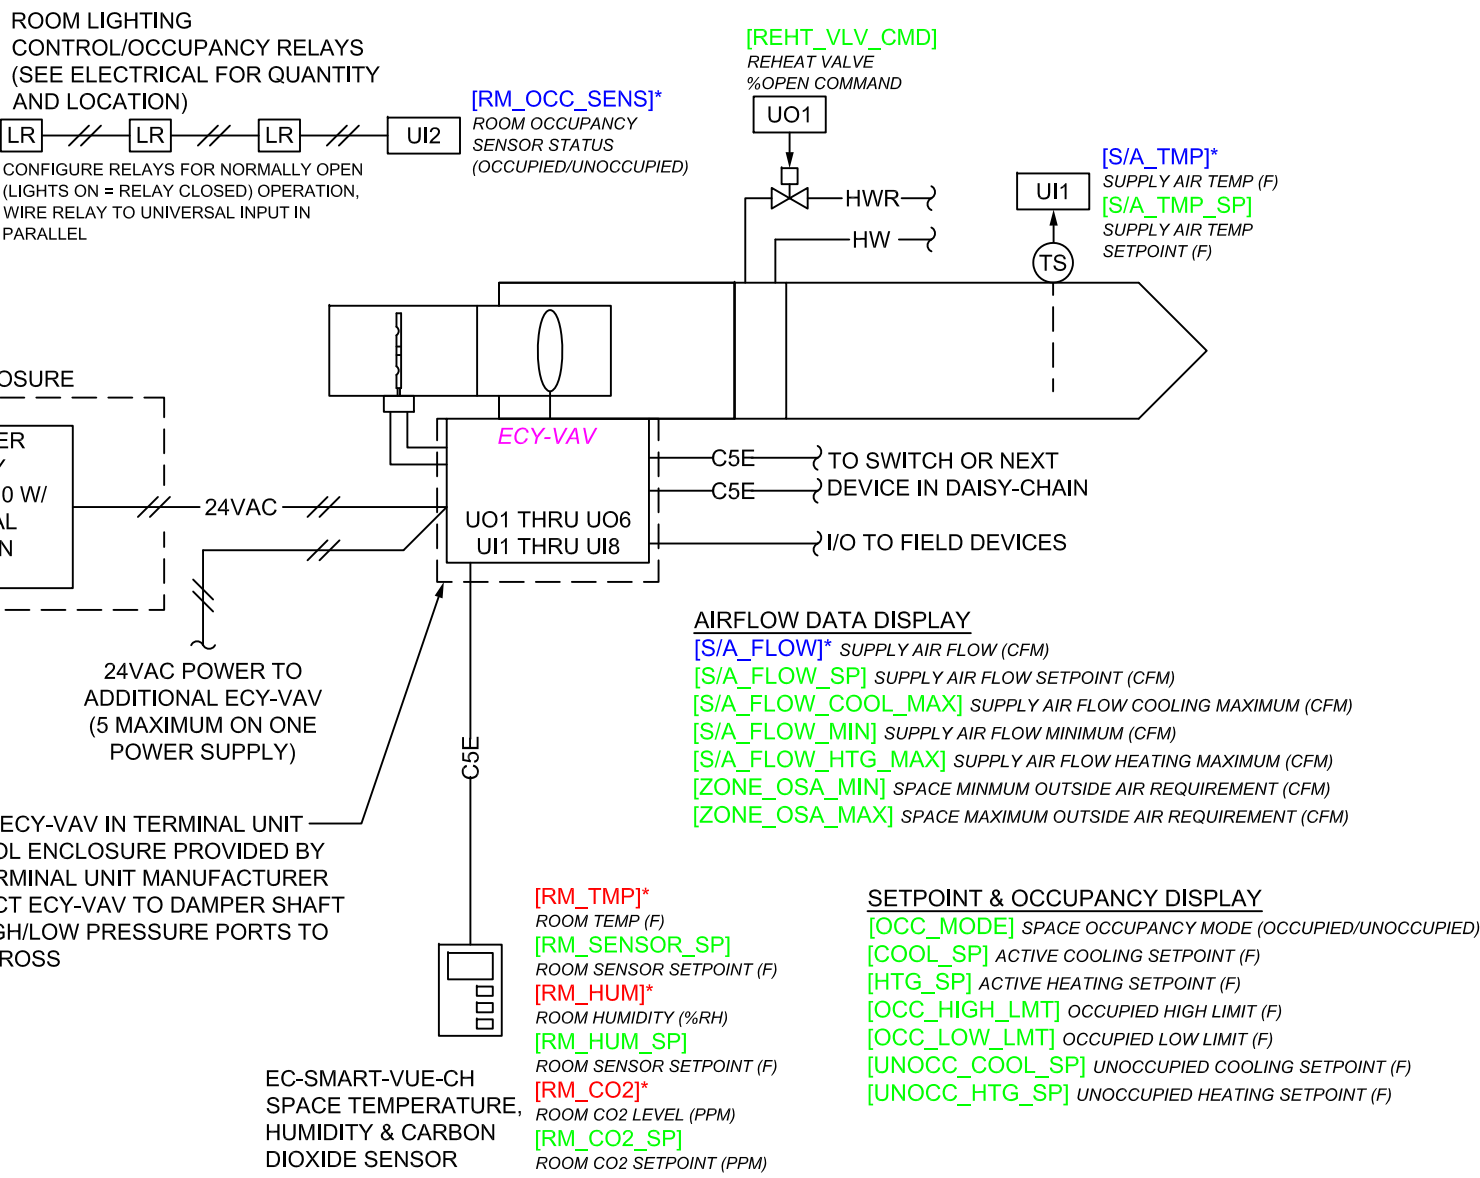 ROOM LIGHTING
CONTROL/OCCUPANCY RELAYS
(SEE ELECTRICAL FOR QUANTITY
AND LOCATION)
LR
LR
LR
UI2
CONFIGURE RELAYS FOR NORMALLY OPEN
(LIGHTS ON = RELAY CLOSED) OPERATION,
WIRE RELAY TO UNIVERSAL INPUT IN
PARALLEL
[RM_OCC_SENS]*
ROOM OCCUPANCY
SENSOR STATUS
(OCCUPIED/UNOCCUPIED)
[REHT_VLV_CMD]
REHEAT VALVE
%OPEN COMMAND
UO1
HWR
HW
UI1
TS
[S/A_TMP]*
SUPPLY AIR TEMP (F)
[S/A_TMP_SP]
SUPPLY AIR TEMP
SETPOINT (F)
OSURE
ER
0 W/
AL
N
24VAC
ECY-VAV
UO1 THRU UO6
UI1 THRU UI8
C5E
C5E
TO SWITCH OR NEXT
DEVICE IN DAISY-CHAIN
I/O TO FIELD DEVICES
24VAC POWER TO
ADDITIONAL ECY-VAV
(5 MAXIMUM ON ONE
POWER SUPPLY)
C5E
ECY-VAV IN TERMINAL UNIT
OL ENCLOSURE PROVIDED BY
RMINAL UNIT MANUFACTURER
CT ECY-VAV TO DAMPER SHAFT
GH/LOW PRESSURE PORTS TO
ROSS
AIRFLOW DATA DISPLAY
[S/A_FLOW]* SUPPLY AIR FLOW (CFM)
[S/A_FLOW_SP] SUPPLY AIR FLOW SETPOINT (CFM)
[S/A_FLOW_COOL_MAX] SUPPLY AIR FLOW COOLING MAXIMUM (CFM)
[S/A_FLOW_MIN] SUPPLY AIR FLOW MINIMUM (CFM)
[S/A_FLOW_HTG_MAX] SUPPLY AIR FLOW HEATING MAXIMUM (CFM)
[ZONE_OSA_MIN] SPACE MINMUM OUTSIDE AIR REQUIREMENT (CFM)
[ZONE_OSA_MAX] SPACE MAXIMUM OUTSIDE AIR REQUIREMENT (CFM)
EC-SMART-VUE-CH
SPACE TEMPERATURE,
HUMIDITY & CARBON
DIOXIDE SENSOR
[RM_TMP]*
ROOM TEMP (F)
[RM_SENSOR_SP]
ROOM SENSOR SETPOINT (F)
[RM_HUM]*
ROOM HUMIDITY (%RH)
[RM_HUM_SP]
ROOM SENSOR SETPOINT (F)
[RM_CO2]*
ROOM CO2 LEVEL (PPM)
[RM_CO2_SP]
ROOM CO2 SETPOINT (PPM)
SETPOINT & OCCUPANCY DISPLAY
[OCC_MODE] SPACE OCCUPANCY MODE (OCCUPIED/UNOCCUPIED)
[COOL_SP] ACTIVE COOLING SETPOINT (F)
[HTG_SP] ACTIVE HEATING SETPOINT (F)
[OCC_HIGH_LMT] OCCUPIED HIGH LIMIT (F)
[OCC_LOW_LMT] OCCUPIED LOW LIMIT (F)
[UNOCC_COOL_SP] UNOCCUPIED COOLING SETPOINT (F)
[UNOCC_HTG_SP] UNOCCUPIED HEATING SETPOINT (F)